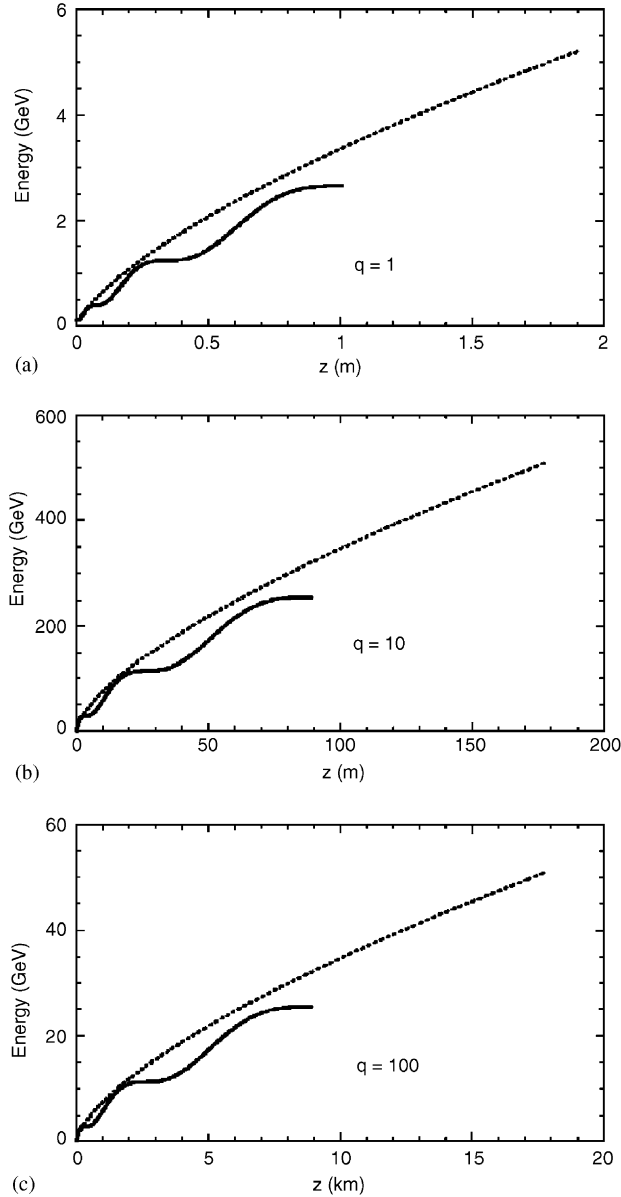 6
4
2
0
Energy (GeV)
q = 1
0 0.5 1 1.5 2
z (m)
(a)
600
400
200
0
Energy (GeV)
q = 10
0 50 100 150 200
z (m)
(b)
60
40
20
0
Energy (GeV)
q = 100
0 5 10 15 20
z (km)
(c)